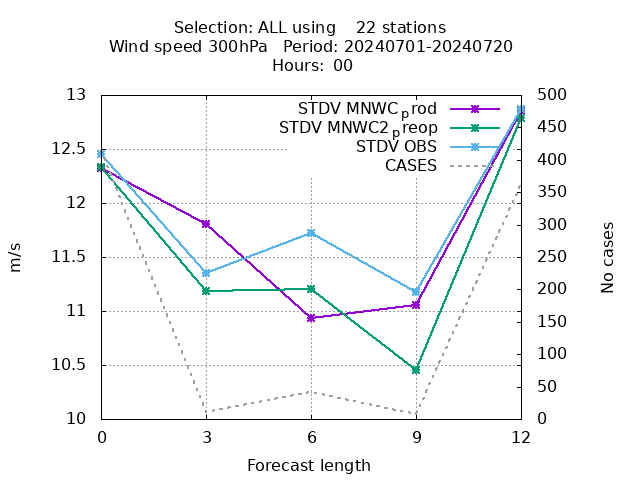 Selection: ALL using    22 stations
Wind speed 300hPa   Period: 20240701-20240720
Hours:  00
13
12.5
12
11.5
11
10.5
10
m/s
500
450
400
350
300
250
200
150
100
50
0
No cases
STDV MNWCprod
STDV MNWC2preop
STDV OBS
CASES
0
3
6
9
12
Forecast length